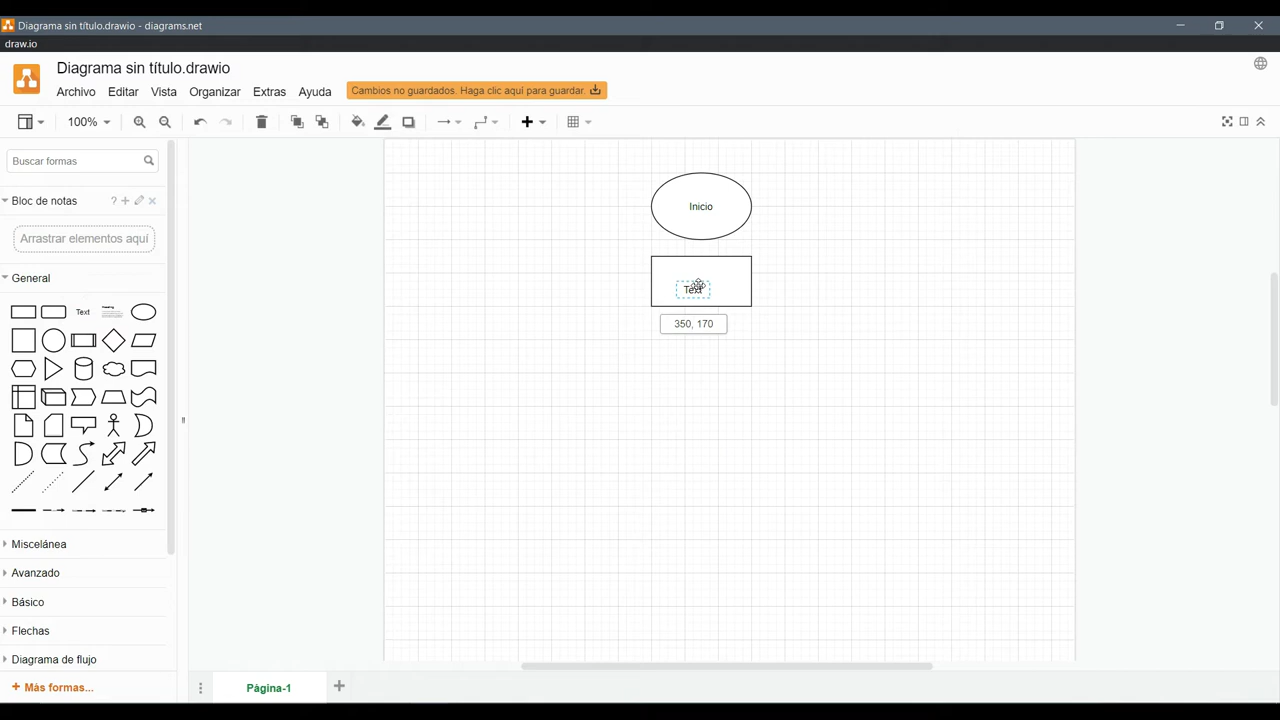 Diagrama sin título.drawio - diagrams.net
draw.io
Diagrama sin título.drawio
Archivo Editar Vista Organizar Extras Ayuda
Cambios no guardados. Haga clic aquí para guardar.
100%
Buscar formas
Bloc de notas
?
Arrastrar elementos aquí
General
Text
Heading
Inicio
Text
350, 170
Misceláneo
Avanzado
Básico
Flechas
Diagrama de flujo
+ Más formas...
Página-1